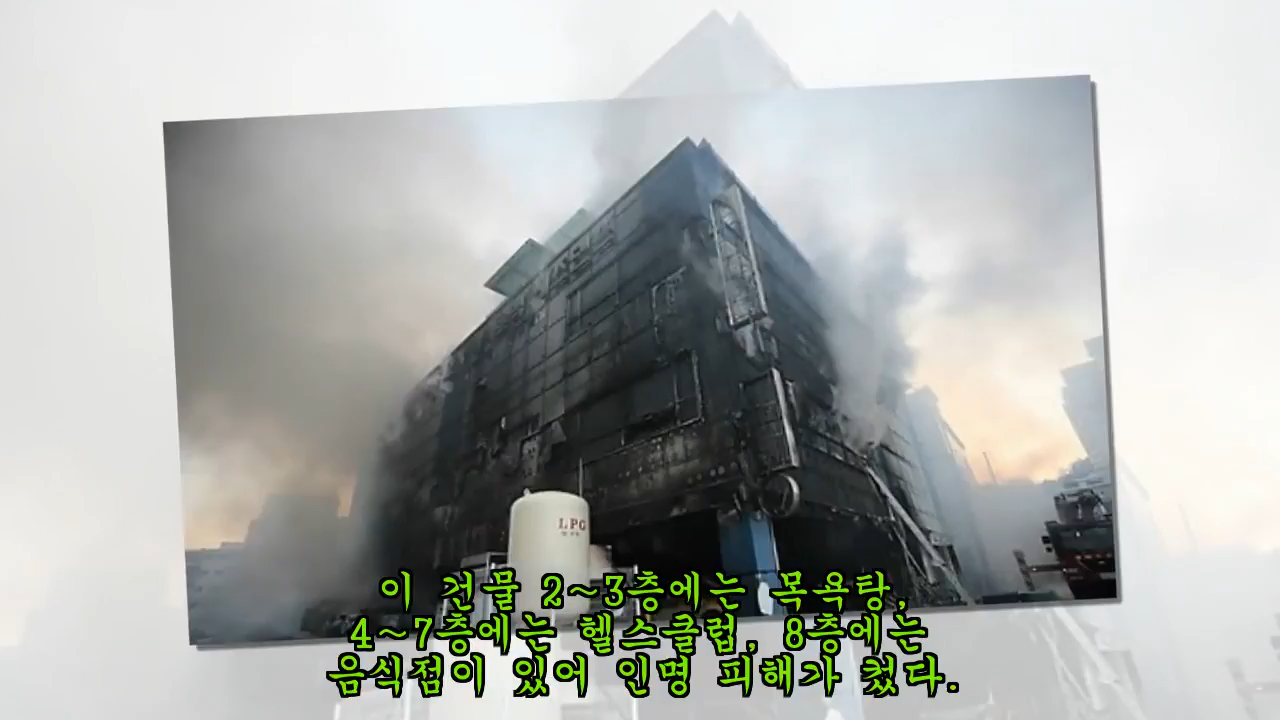 LPG
이 건물 2~3층에는 목욕탕,
4~7층에는 헬스클럽, 8층에는
음식점이 있어 인명 피해가 컸다.